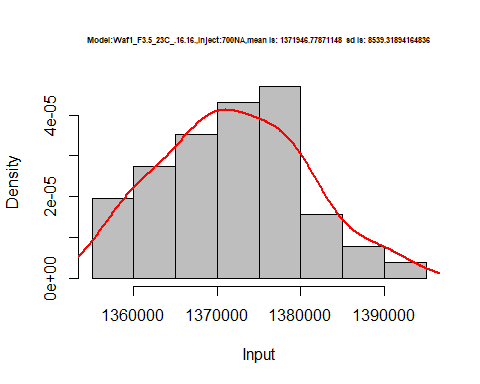 Model:Waf1_F3.5_23C_.16.16.,Inject:700NA,mean is: 1371946.77871148 sd is: 8539.31894164836
Density
4e-05
2e-05
0e+00
1360000 1370000 1380000 1390000
Input